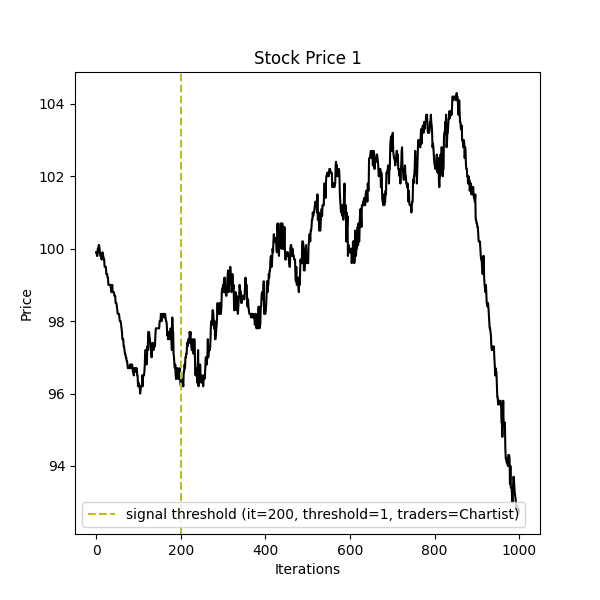 Stock Price 1
104
102
100
98
96
94
Price
signal threshold (it=200, threshold=1, traders=Chartist)
0 200 400 600 800 1000
Iterations